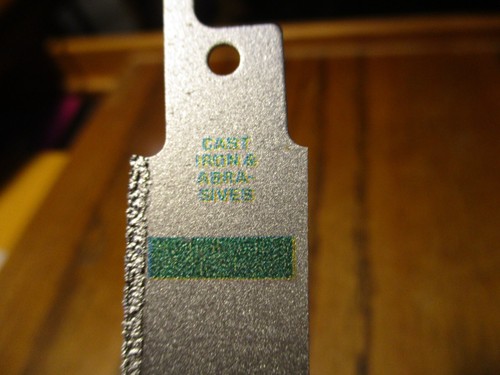 CAST
IRON &
ABRA-
SIVES